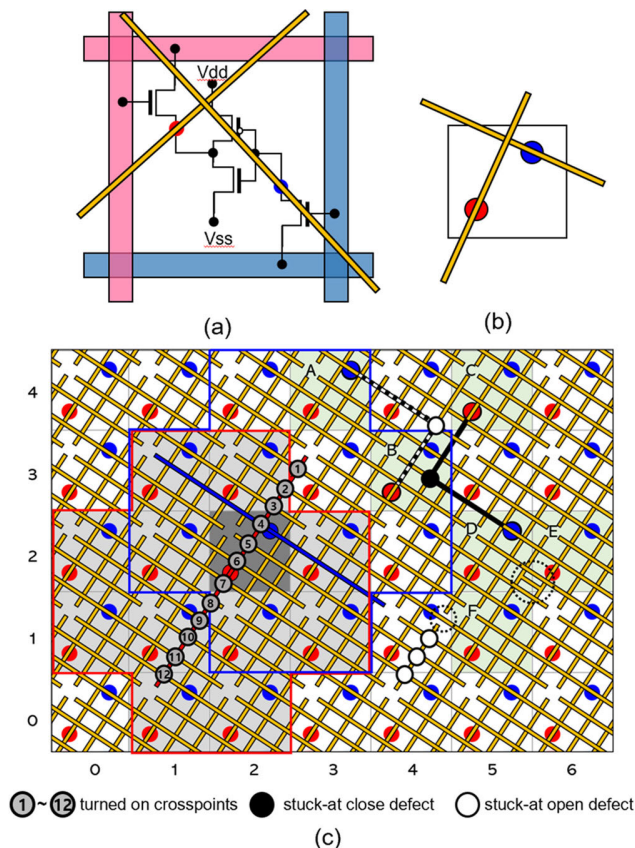 Vdd
Vss
(a)
(b)
A
C
4
B
3
1
2
3
4
D
E
2
5
6
7
8
F
1
9
10
11
12
0
0 1 2 3 4 5 6
1 ~ 12 turned on crosspoints stuck-at close defect stuck-at open defect
(c)